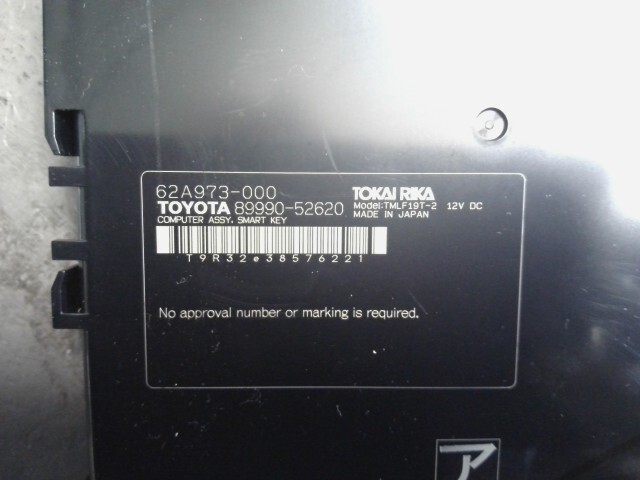 62A973-000 TOKAI RIKA
TOYOTA 89990-52620 Model:TMLF19T-2 12V DC
COMPUTER ASSY, SMART KEY MADE IN JAPAN
T9R32e38576221
No approval number or marking is required.
ア